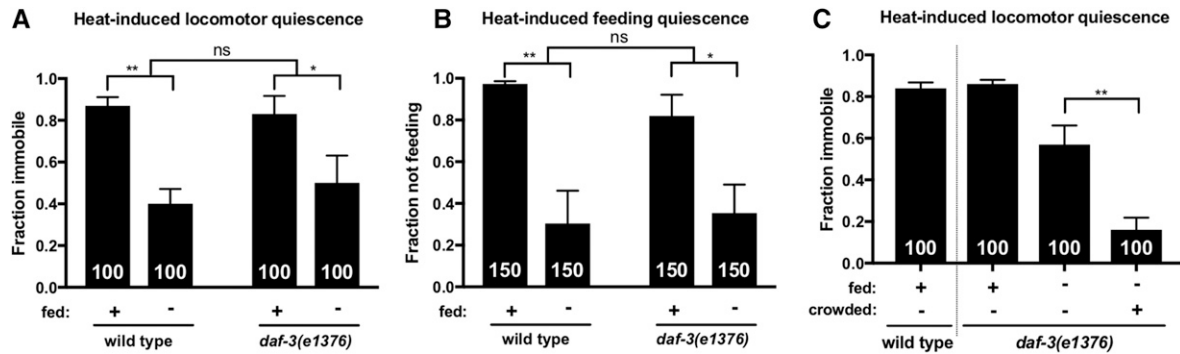 A Heat-induced locomotor quiescence
ns
** *
Fraction immobile
1.0
0.8
0.6
0.4
0.2
0.0
100 100 100 100
fed: + - + -
wild type daf-3(e1376)
B Heat-induced feeding quiescence
ns
** *
Fraction not feeding
1.0
0.8
0.6
0.4
0.2
0.0
150 150 150 150
fed: + - + -
wild type daf-3(e1376)
C Heat-induced locomotor quiescence
**
Fraction immobile
1.0
0.8
0.6
0.4
0.2
0.0
100 100 100 100
fed: + + - -
crowded: - - - +
wild type daf-3(e1376)